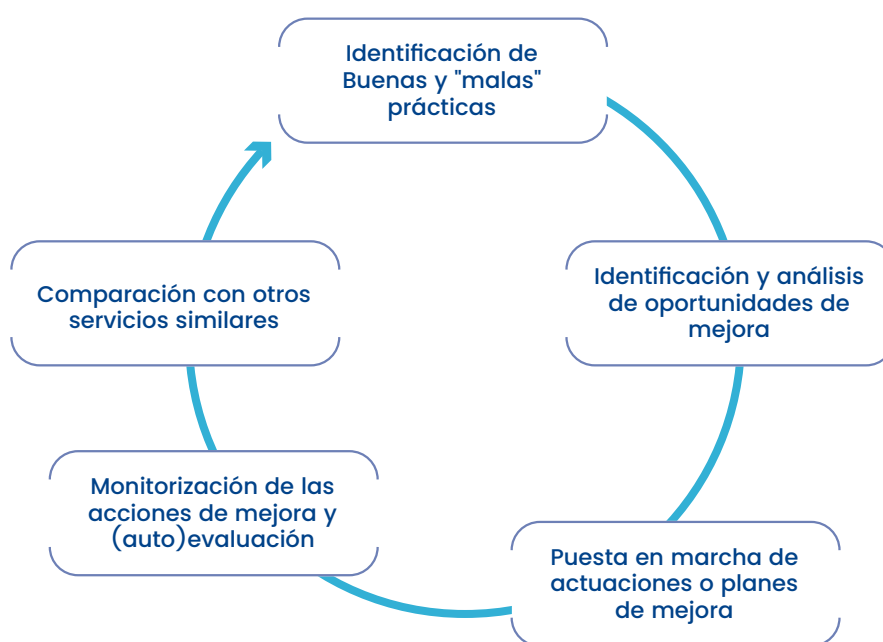 Identificación de
Buenas y "malas"
prácticas
Identificación y análisis
de oportunidades de
mejora
Puesta en marcha de
actuaciones o planes
de mejora
Monitorización de las
acciones de mejora y
(auto)evaluación
Comparación con otros
servicios similares